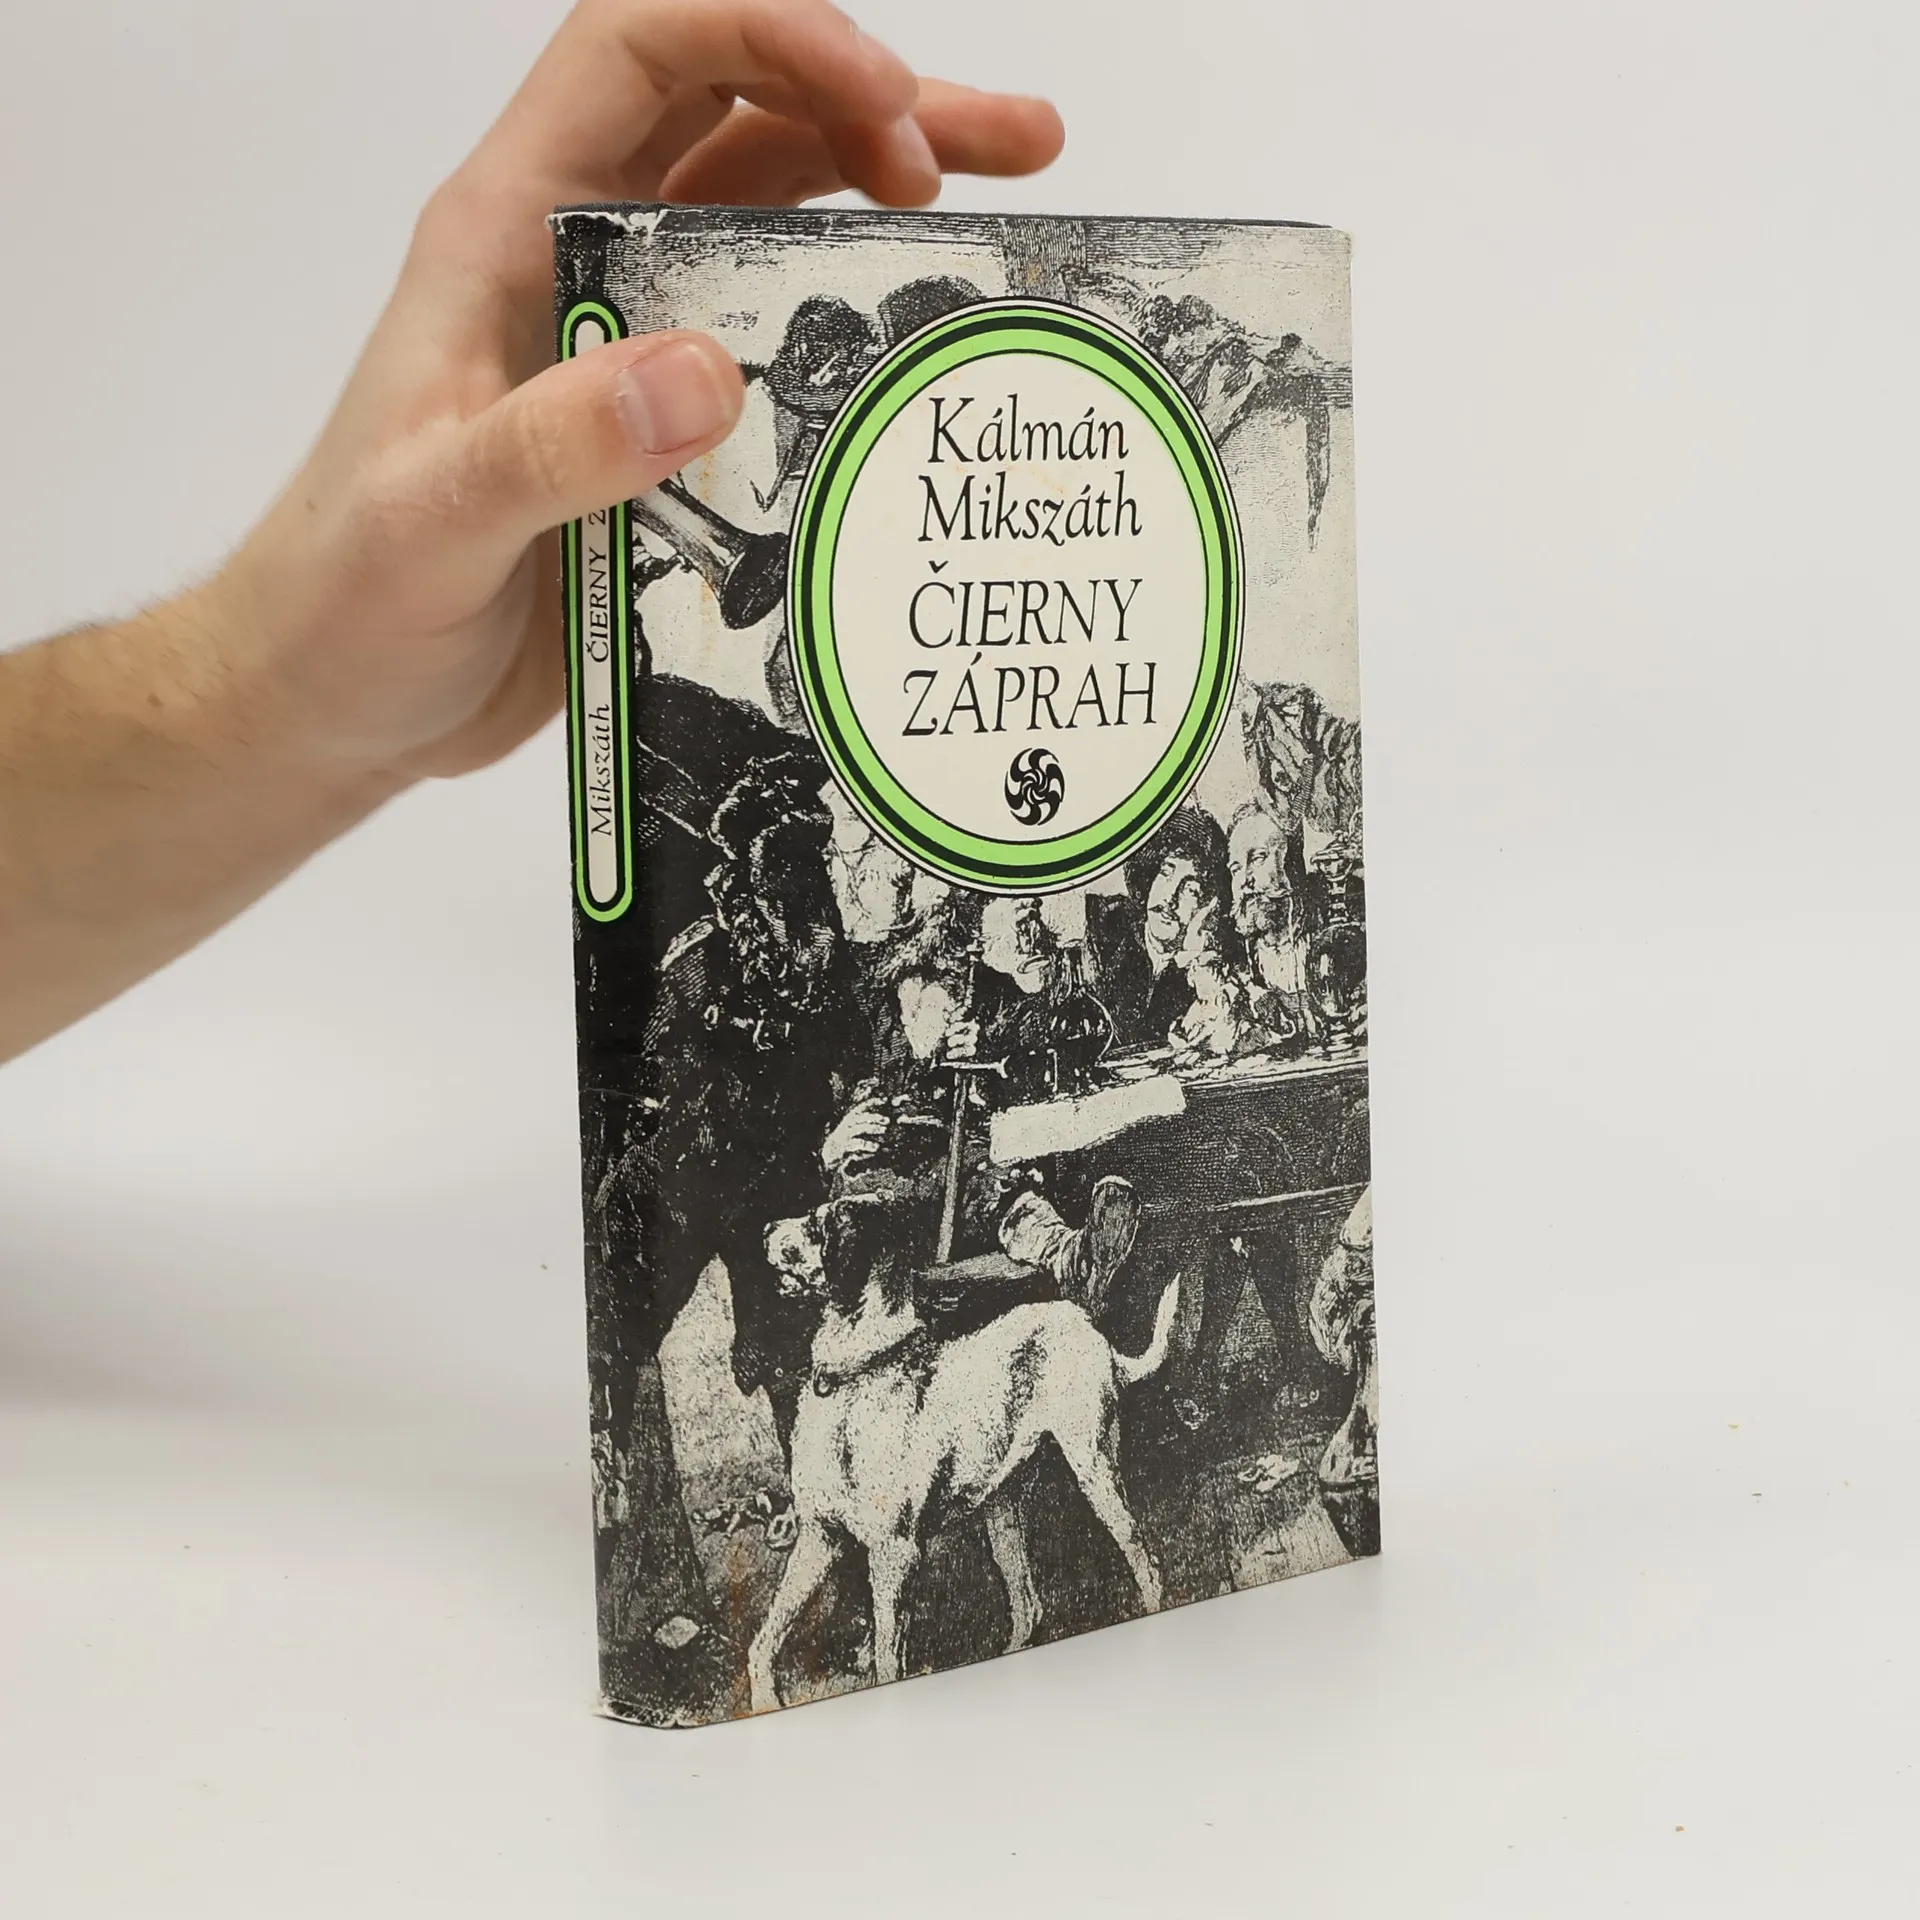 Kálmán
Mikszáth
ČIERNY
ZÁPRAH
Mikszáth ČIERNY Z